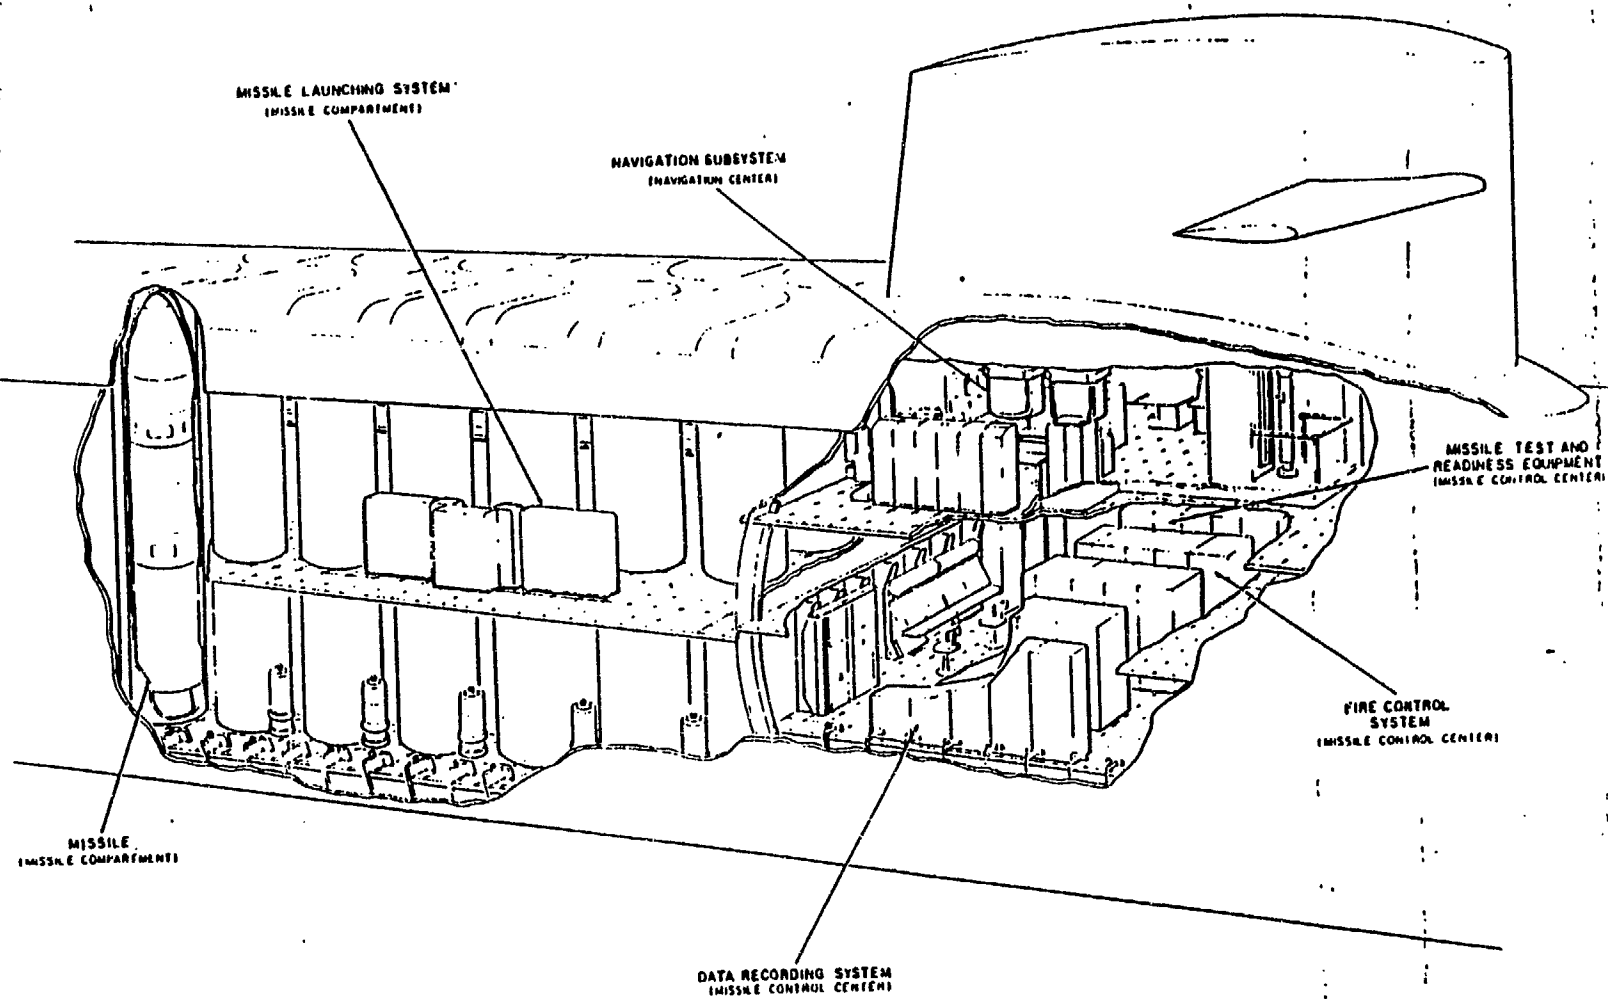 MISSILE LAUNCHING SYSTEM
(MISSILE COMPARTMENT)
NAVIGATION SUBSYSTEM
(NAVIGATION CENTER)
MISSILE TEST AND
READINESS EQUIPMENT
(MISSILE CONTROL CENTER)
FIRE CONTROL
SYSTEM
(MISSILE CONTROL CENTER)
MISSILE
(MISSILE COMPARTMENT)
DATA RECORDING SYSTEM
(MISSILE CONTROL CENTER)